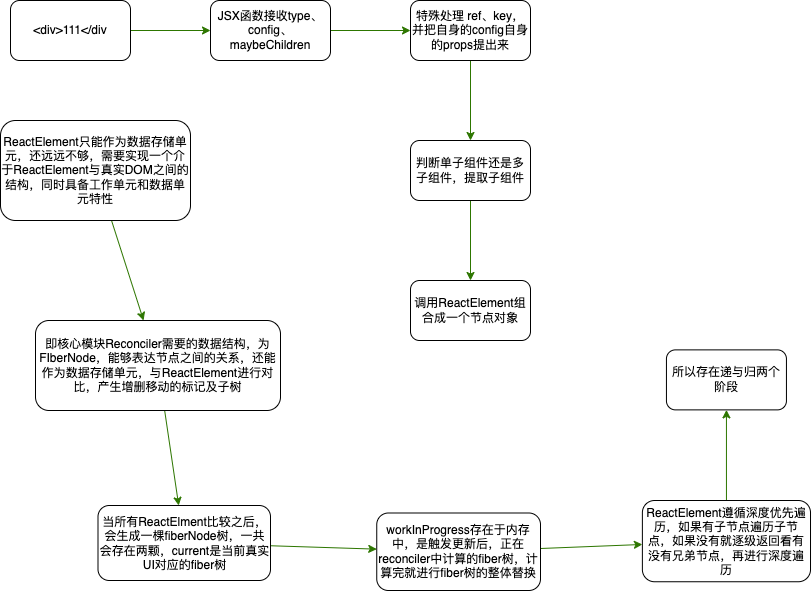 <div>111</div
JSX函数接收type、
config、
maybeChildren
特殊处理 ref、key，
并把自身的config自身
的props提出来
判断单子组件还是多
子组件，提取子组件
调用ReactElement组
合成一个节点对象
ReactElement只能作为数据存储单
元，还远远不够，需要实现一个介
于ReactElement与真实DOM之间的
结构，同时具备工作单元和数据单
元特性
即核心模块Reconciler需要的数据结构，为
FIberNode，能够表达节点之间的关系，还能
作为数据存储单元，与ReactElement进行对
比，产生增删移动的标记及子树
当所有ReactElment比较之后，
会生成一棵fiberNode树，一共
会存在两颗，current是当前真实
UI对应的fiber树
workInProgress存在于内存
中，是触发更新后，正在
reconciler中计算的fiber树，计
算完就进行fiber树的整体替换
ReactElement遵循深度优先遍
历，如果有子节点遍历子节
点，如果没有就逐级返回看有
没有兄弟节点，再进行深度遍
历
所以存在递与归两个
阶段